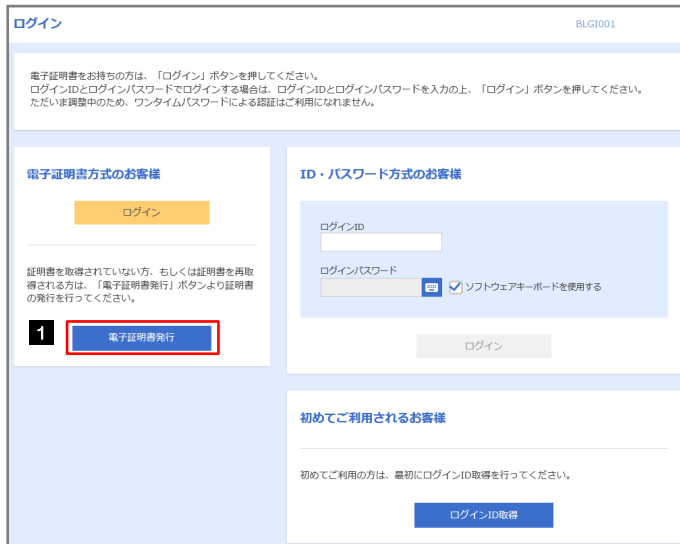 ログイン
BLGI001
電子証明書をお持ちの方は、「ログイン」ボタンを押してください。
ログインIDとログインパスワードでログインする場合は、ログインIDとログインパスワードを入力の上、「ログイン」ボタンを押してください。
ただいま調整中のため、ワンタイムパスワードによる認証はご利用になれません。
電子証明書方式のお客様
ログイン
証明書を取得されていない方、もしくは証明書を再取
得される方は、「電子証明書発行」ボタンより証明書
の発行を行ってください。
1
電子証明書発行
ID・パスワード方式のお客様
ログインID
ログインパスワード
ソフトウェアキーボードを使用する
ログイン
初めてご利用されるお客様
初めてご利用の方は、最初にログインID取得を行ってください。
ログインID取得